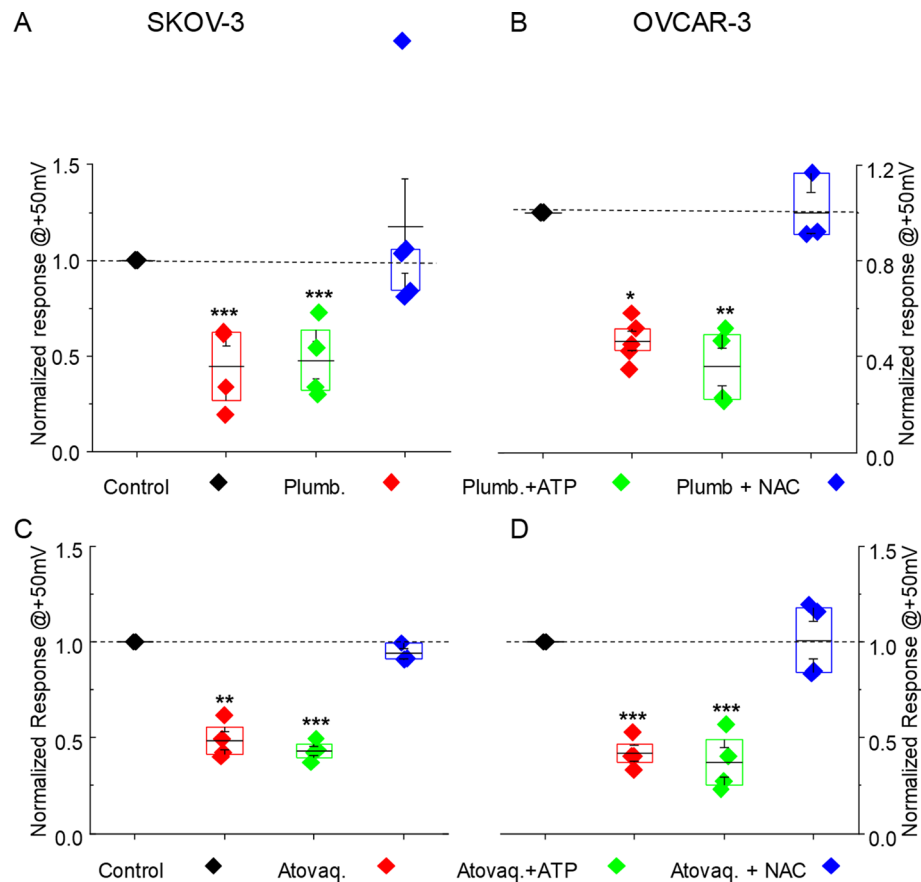 A SKOV-3 B OVCAR-3
Normalized response @+50mV
1.5
1.0
0.5
0.0
*** ***
* **
1.2
0.8
0.4
0.0
Normalized response @+50mV
Control Plumb. Plumb.+ATP Plumb + NAC
C D
Normalized Response @+50mV
1.5
1.0
0.5
0.0
** ***
*** ***
1.5
1.0
0.5
0.0
Normalized Response @+50mV
Control Atovaq. Atovaq.+ATP Atovaq. + NAC